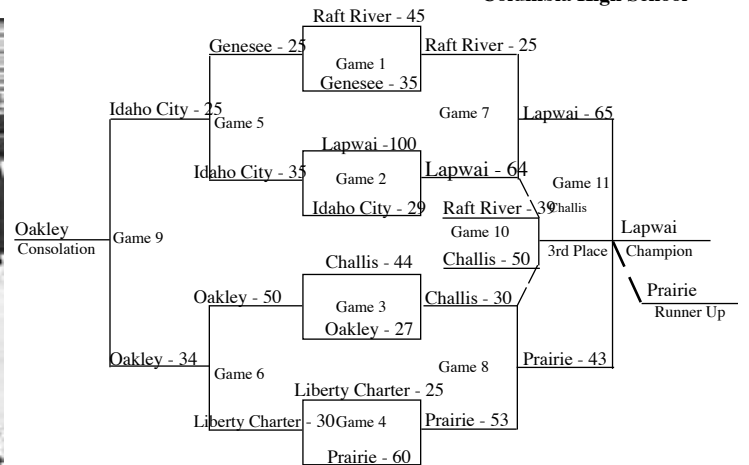 Raft River - 45
Genesee - 25
Raft River - 25
Game 1
Genesee - 35
Idaho City - 25
Game 5
Game 7
Lapwai - 65
Lapwai -100
Idaho City - 35
Game 2
Lapwai - 64
Game 11
Idaho City - 29
Raft River - 39
Challis
Oakley
Game 10
Lapwai
Consolation
Game 9
3rd Place
Champion
Challis - 44
Challis - 50
Oakley - 50
Game 3
Challis - 30
Prairie
Oakley - 27
Runner Up
Oakley - 34
Game 6
Game 8
Prairie - 43
Liberty Charter - 25
Liberty Charter - 30
Game 4
Prairie - 53
Prairie - 60